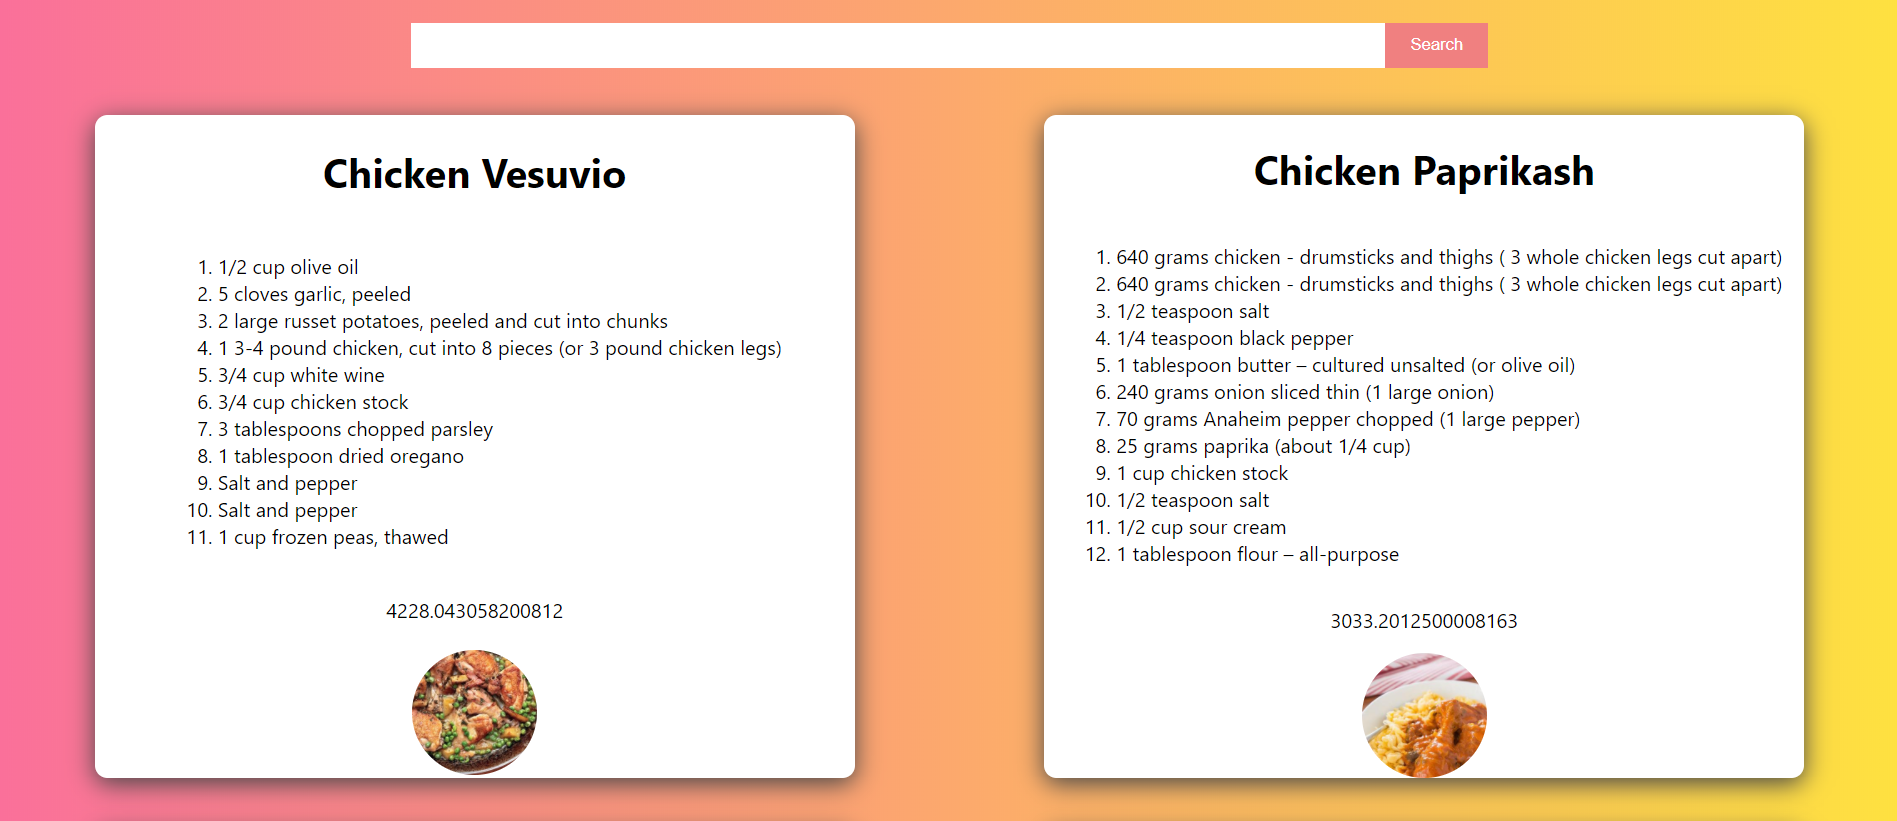 Search
Chicken Vesuvio
1. 1/2 cup olive oil
2. 5 cloves garlic, peeled
3. 2 large russet potatoes, peeled and cut into chunks
4. 1 3-4 pound chicken, cut into 8 pieces (or 3 pound chicken legs)
5. 3/4 cup white wine
6. 3/4 cup chicken stock
7. 3 tablespoons chopped parsley
8. 1 tablespoon dried oregano
9. Salt and pepper
10. Salt and pepper
11. 1 cup frozen peas, thawed
4228.043058200812
Chicken Paprikash
1. 640 grams chicken - drumsticks and thighs ( 3 whole chicken legs cut apart)
2. 640 grams chicken - drumsticks and thighs ( 3 whole chicken legs cut apart)
3. 1/2 teaspoon salt
4. 1/4 teaspoon black pepper
5. 1 tablespoon butter – cultured unsalted (or olive oil)
6. 240 grams onion sliced thin (1 large onion)
7. 70 grams Anaheim pepper chopped (1 large pepper)
8. 25 grams paprika (about 1/4 cup)
9. 1 cup chicken stock
10. 1/2 teaspoon salt
11. 1/2 cup sour cream
12. 1 tablespoon flour – all-purpose
3033.2012500008163